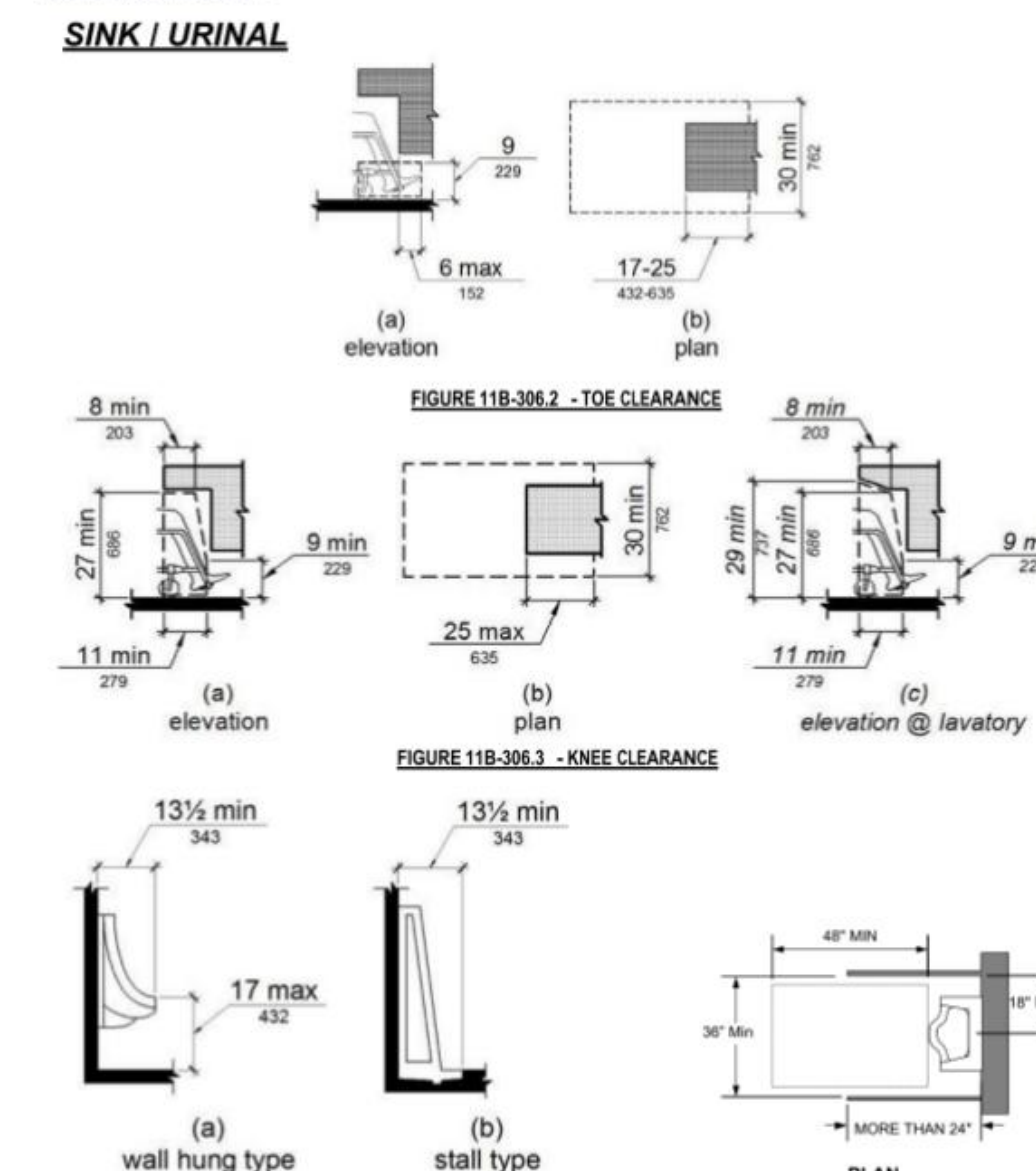 SINK / URINAL
9
229
6 max
152
(a)
elevation
30 min
762
17-25
432-635
(b)
plan
FIGURE 11B-306.2 - TOE CLEARANCE
8 min
203
27 min
686
9 min
229
11 min
279
(a)
elevation
30 min
762
25 max
635
(b)
plan
8 min
203
29 min
737
27 min
686
9 m
22
11 min
279
(c)
elevation @ lavatory
FIGURE 11B-306.3 - KNEE CLEARANCE
13½ min
343
17 max
432
(a)
wall hung type
13½ min
343
(b)
stall type
48" MIN
36" Min
18"
MORE THAN 24"
PLAN